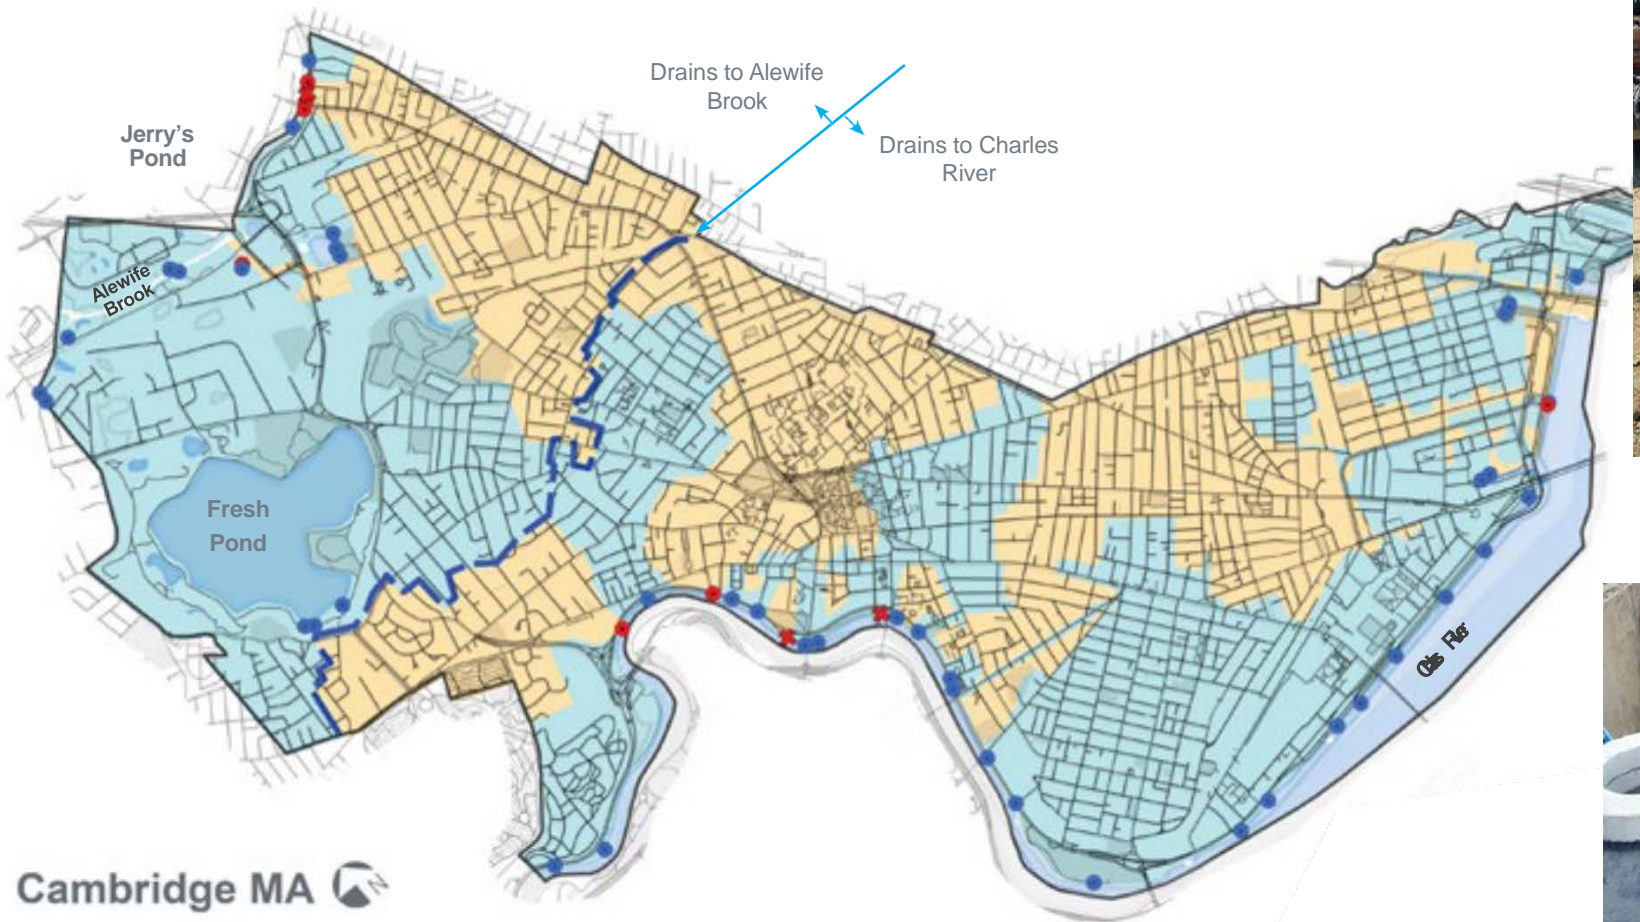 Drains to Alewife
Brook
Drains to Charles
River
Jerry's
Pond
Alewife
Brook
Fresh
Pond
Cambridge MA
N